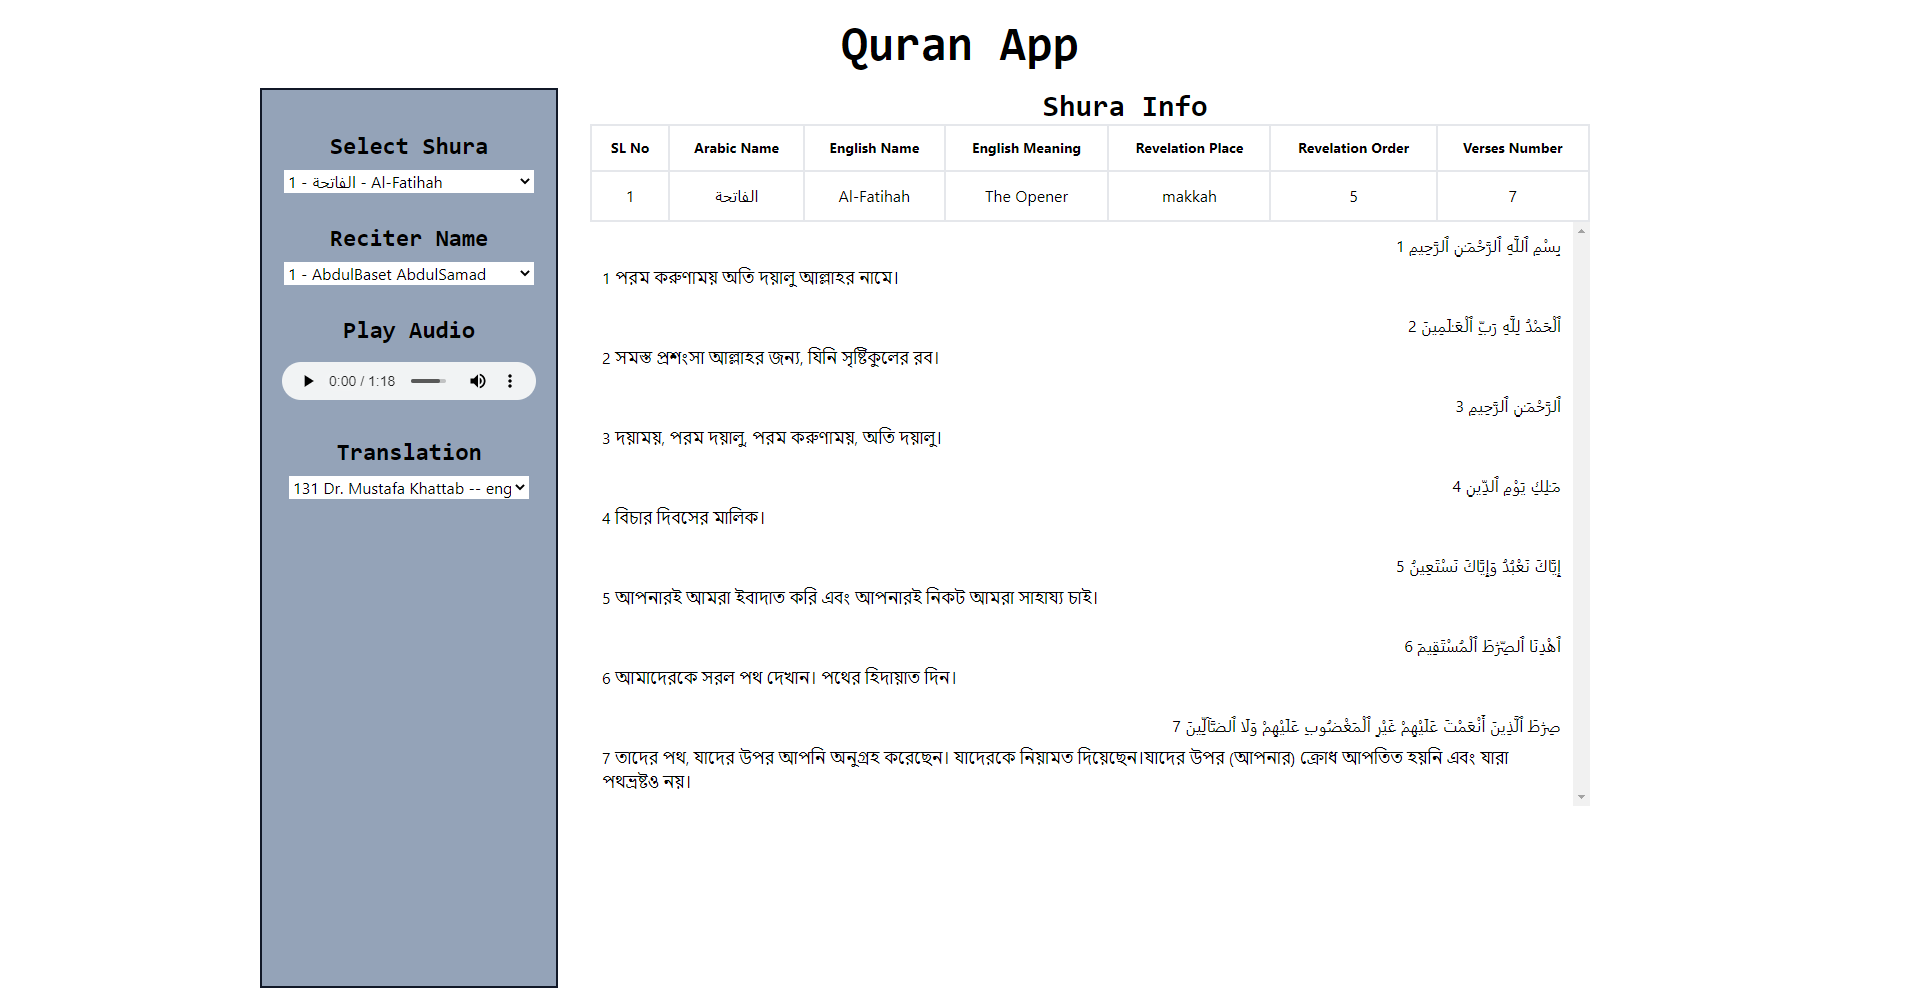 Quran App
Select Shura
1 - الفاتحة - Al-Fatihah
Reciter Name
1 - AbdulBaset AbdulSamad
Play Audio
0:00 / 1:18
Translation
131 Dr. Mustafa Khattab -- eng
Shura Info
SL No Arabic Name English Name English Meaning Revelation Place Revelation Order Verses Number
1 الفاتحة Al-Fatihah The Opener makkah 5 7
بِسْمِ ٱللَّهِ ٱلرَّحْمَـٰنِ ٱلرَّحِيمِ 1
1 পরম করুণাময় অতি দয়ালু আল্লাহর নামে।
ٱلْحَمْدُ لِلَّهِ رَبِّ ٱلْعَـٰلَمِينَ 2
2 সমস্ত প্রশংসা আল্লাহর জন্য, যিনি সৃষ্টিকুলের রব।
ٱلرَّحْمَـٰنِ ٱلرَّحِيمِ 3
3 দয়াময়, পরম দয়ালু, পরম করুণাময়, অতি দয়ালু।
مَـٰلِكِ يَوْمِ ٱلدِّينِ 4
4 বিচার দিবসের মালিক।
إِيَّاكَ نَعْبُدُ وَإِيَّاكَ نَسْتَعِينُ 5
5 আপনারই আমরা ইবাদাত করি এবং আপনারই নিকট আমরা সাহায্য চাই।
ٱهْدِنَا ٱلصِّرَٰطَ ٱلْمُسْتَقِيمَ 6
6 আমাদেরকে সরল পথ দেখান। পথের হিদায়াত দিন।
صِرَٰطَ ٱلَّذِينَ أَنْعَمْتَ عَلَيْهِمْ غَيْرِ ٱلْمَغْضُوبِ عَلَيْهِمْ وَلَا ٱلضَّآلِّينَ 7
7 তাদের পথ, যাদের উপর আপনি অনুগ্রহ করেছেন। যাদেরকে নিয়ামত দিয়েছেন।যাদের উপর (আপনার) ক্রোধ আপতিত হয়নি এবং যারা
পথভ্রষ্টও নয়।